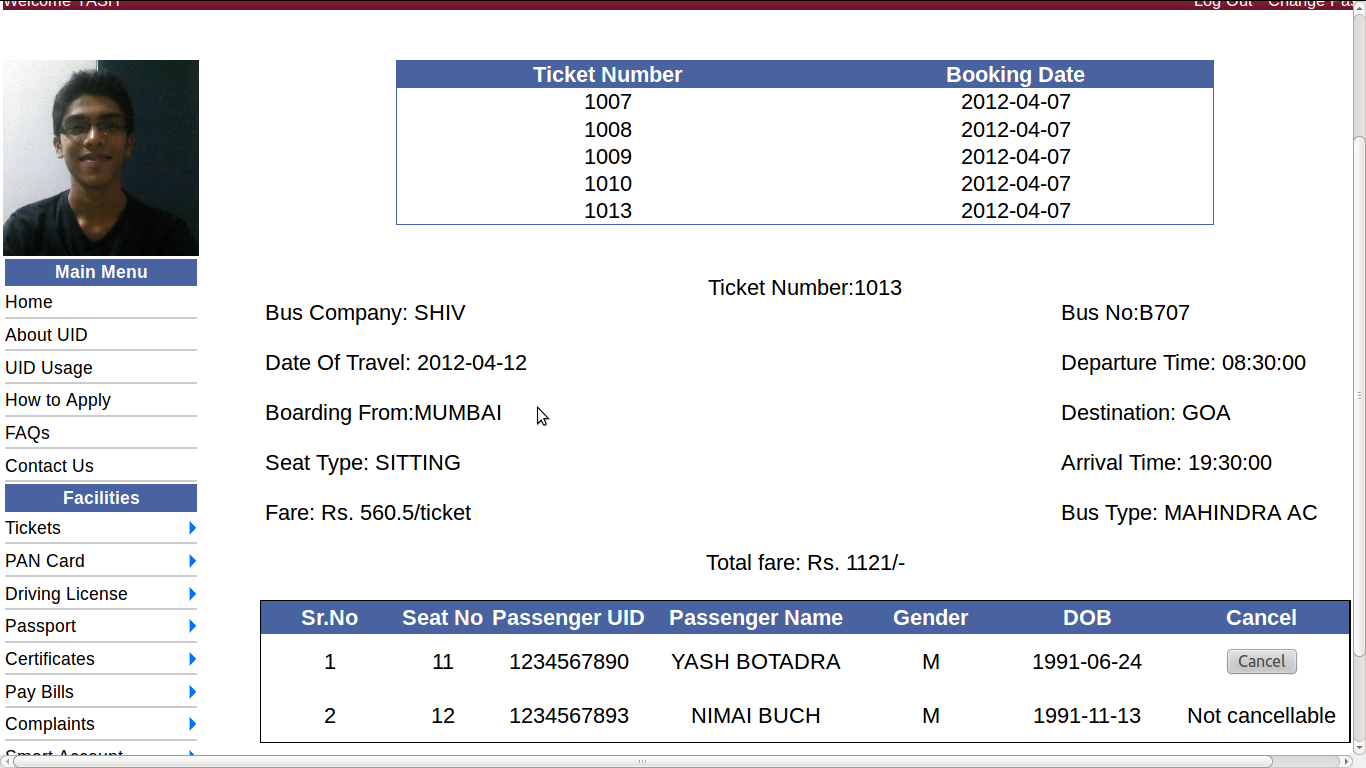 Welcome YASH
Log Out Change Pas
Ticket Number Booking Date
1007 2012-04-07
1008 2012-04-07
1009 2012-04-07
1010 2012-04-07
1013 2012-04-07
Main Menu
Home
About UID
UID Usage
How to Apply
FAQs
Contact Us
Facilities
Tickets
PAN Card
Driving License
Passport
Certificates
Pay Bills
Complaints
Smart Account
Ticket Number:1013
Bus Company: SHIV Bus No:B707
Date Of Travel: 2012-04-12 Departure Time: 08:30:00
Boarding From:MUMBAI Destination: GOA
Seat Type: SITTING Arrival Time: 19:30:00
Fare: Rs. 560.5/ticket Bus Type: MAHINDRA AC
Total fare: Rs. 1121/-
Sr.No Seat No Passenger UID Passenger Name Gender DOB Cancel
1 11 1234567890 YASH BOTADRA M 1991-06-24 Cancel
2 12 1234567893 NIMAI BUCH M 1991-11-13 Not cancellable